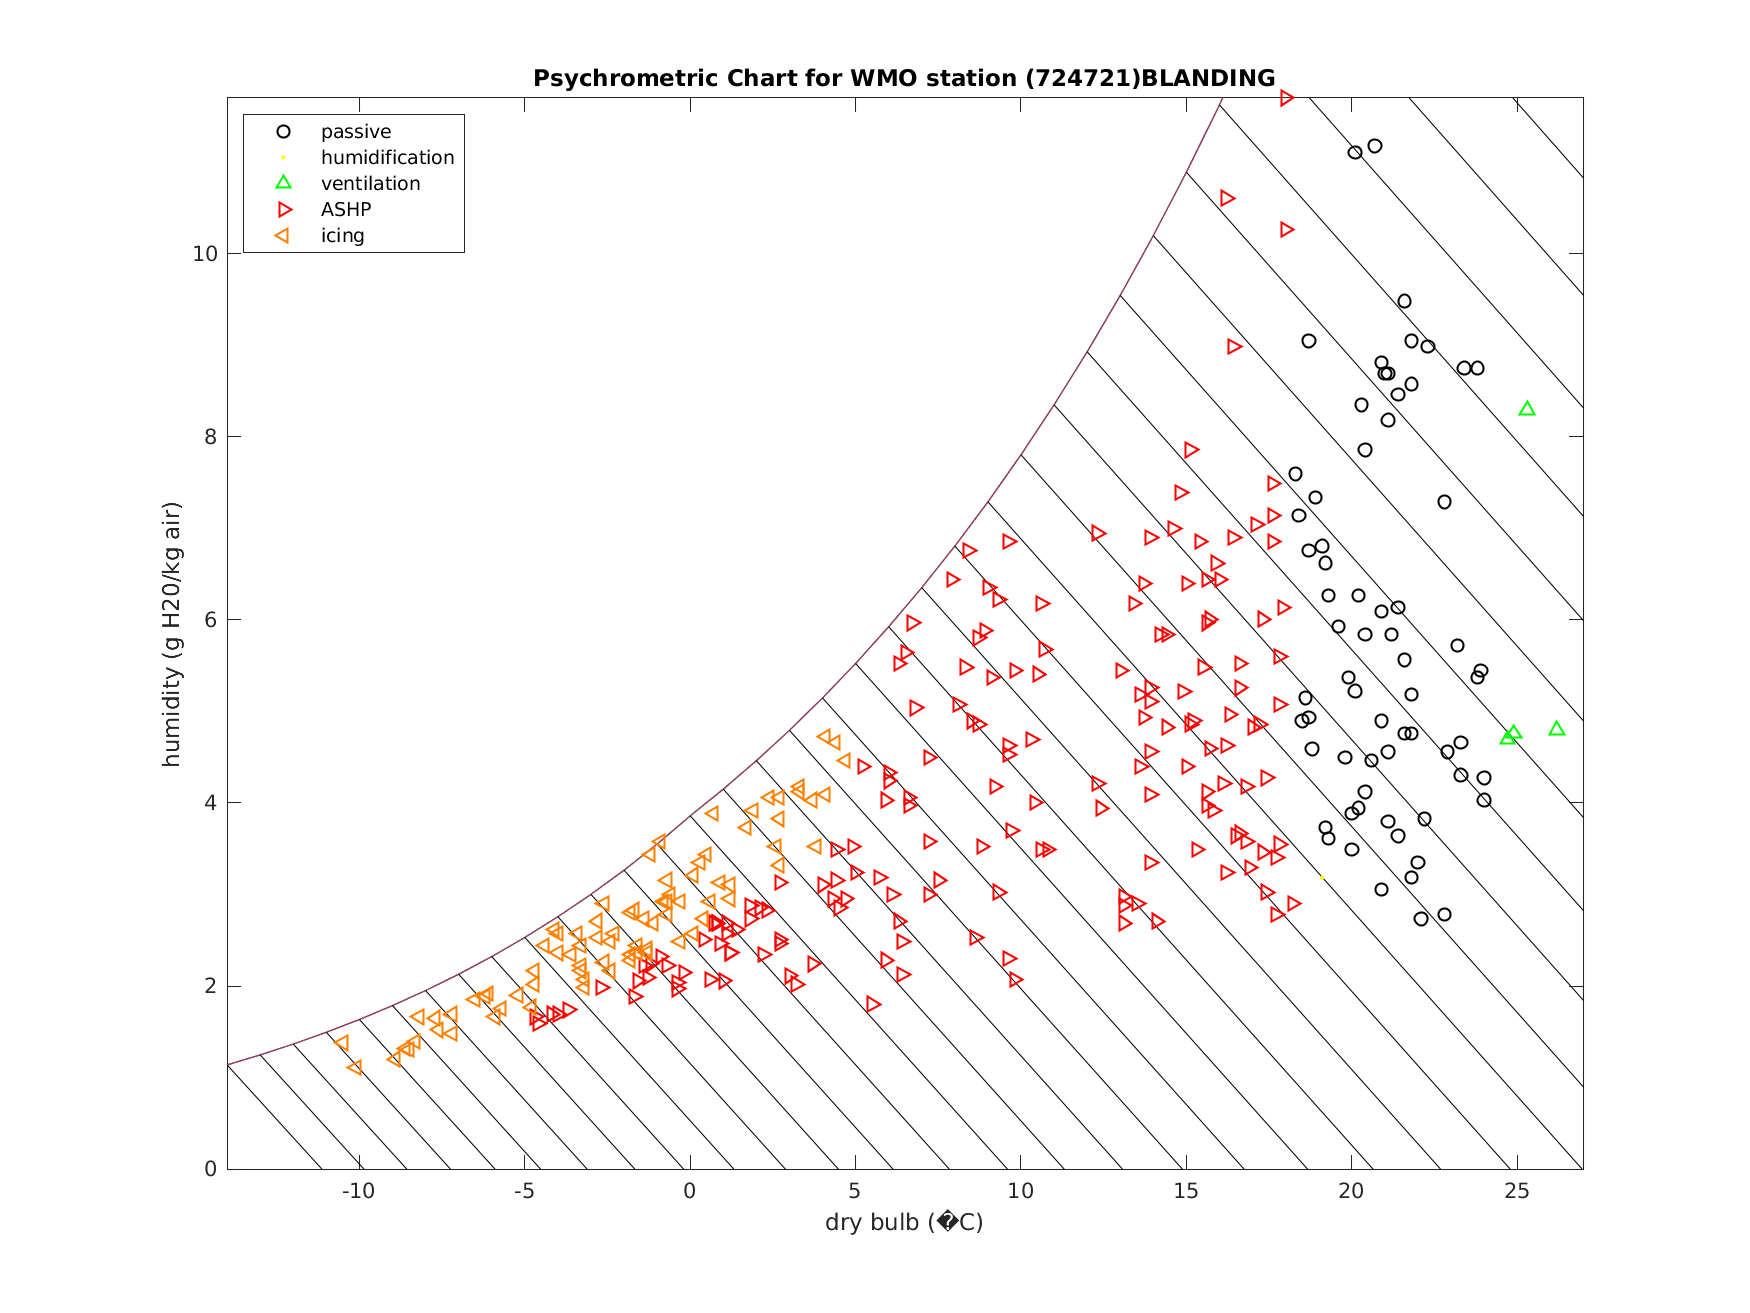 Psychrometric Chart for WMO station (724721)BLANDING
passive
humidification
ventilation
ASHP
icing
10
8
6
4
2
0
humidity (g H20/kg air)
-10 -5 0 5 10 15 20 25
dry bulb (�C)